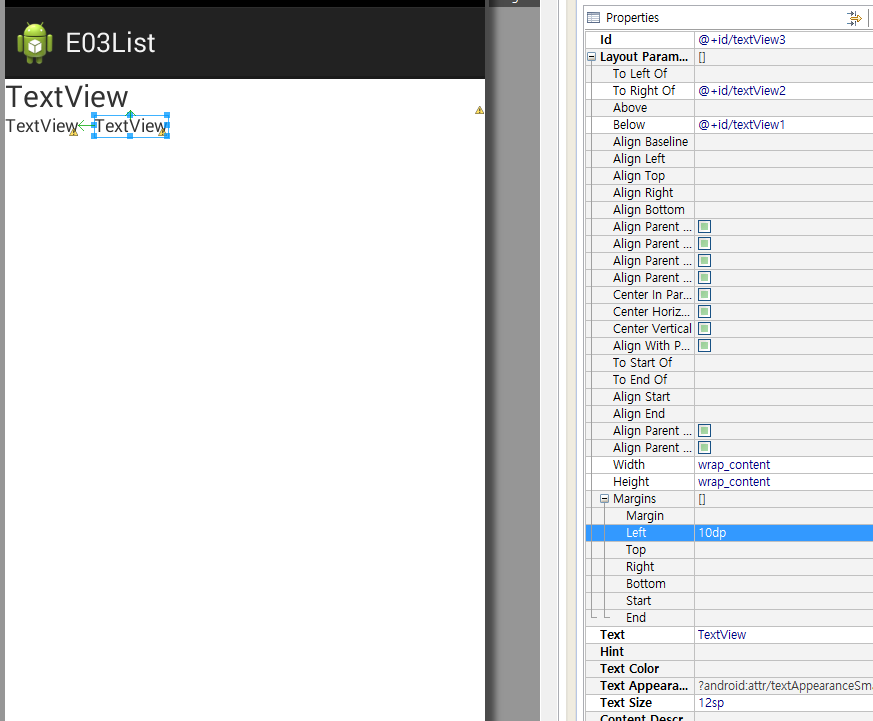 E03List
TextView
TextView
TextView
Properties
Id @+id/textView3
Layout Param... []
To Left Of
To Right Of @+id/textView2
Above
Below @+id/textView1
Align Baseline
Align Left
Align Top
Align Right
Align Bottom
Align Parent ...
Align Parent ...
Align Parent ...
Align Parent ...
Center In Par...
Center Horiz...
Center Vertical
Align With P...
To Start Of
To End Of
Align Start
Align End
Align Parent ...
Align Parent ...
Width wrap_content
Height wrap_content
Margins []
Margin
Left 10dp
Top
Right
Bottom
Start
End
Text TextView
Hint
Text Color
Text Appeara... ?android:attr/textAppearanceSma
Text Size 12sp
Content Descr